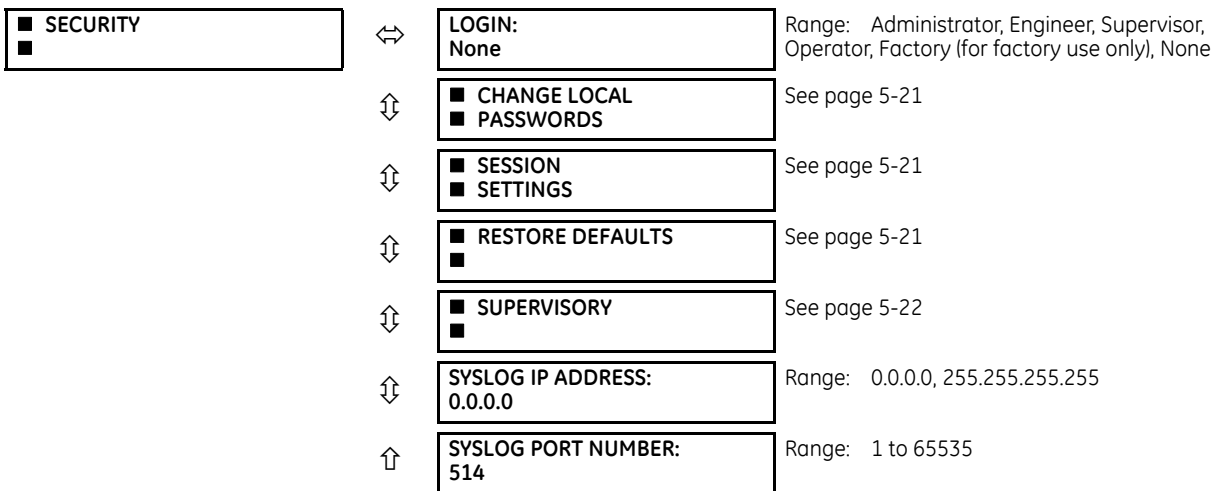 ■ SECURITY
■
LOGIN:
None
Range: Administrator, Engineer, Supervisor,
Operator, Factory (for factory use only), None
■ CHANGE LOCAL
■ PASSWORDS
See page 5-21
■ SESSION
■ SETTINGS
See page 5-21
■ RESTORE DEFAULTS
■
See page 5-21
■ SUPERVISORY
■
See page 5-22
SYSLOG IP ADDRESS:
0.0.0.0
Range: 0.0.0.0, 255.255.255.255
SYSLOG PORT NUMBER:
514
Range: 1 to 65535